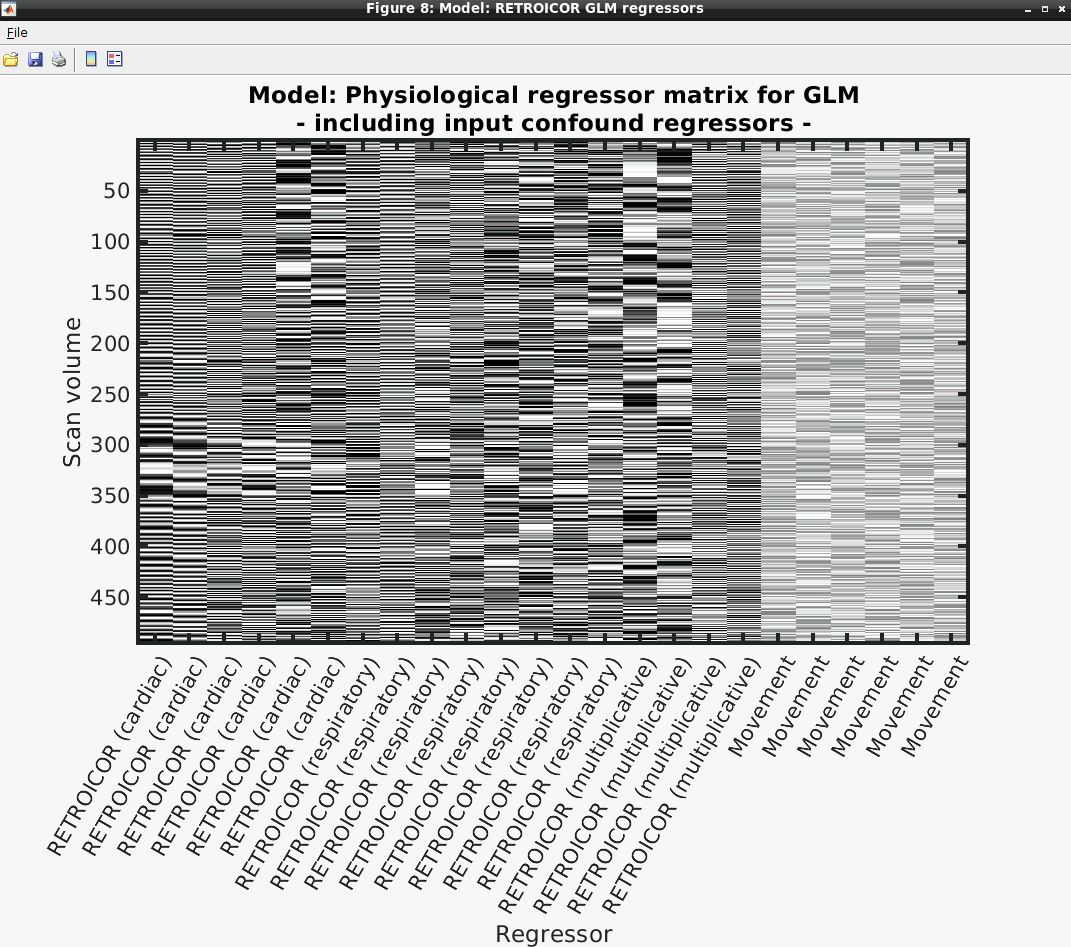 Figure 8: Model: RETROICOR GLM regressors
File
Model: Physiological regressor matrix for GLM
- including input confound regressors -
50
100
150
200
250
300
350
400
450
Scan volume
RETROICOR (cardiac)
RETROICOR (cardiac)
RETROICOR (cardiac)
RETROICOR (cardiac)
RETROICOR (cardiac)
RETROICOR (cardiac)
RETROICOR (respiratory)
RETROICOR (respiratory)
RETROICOR (respiratory)
RETROICOR (respiratory)
RETROICOR (respiratory)
RETROICOR (respiratory)
RETROICOR (respiratory)
RETROICOR (respiratory)
RETROICOR (multiplicative)
RETROICOR (multiplicative)
RETROICOR (multiplicative)
RETROICOR (multiplicative)
Movement
Movement
Movement
Movement
Movement
Movement
Regressor